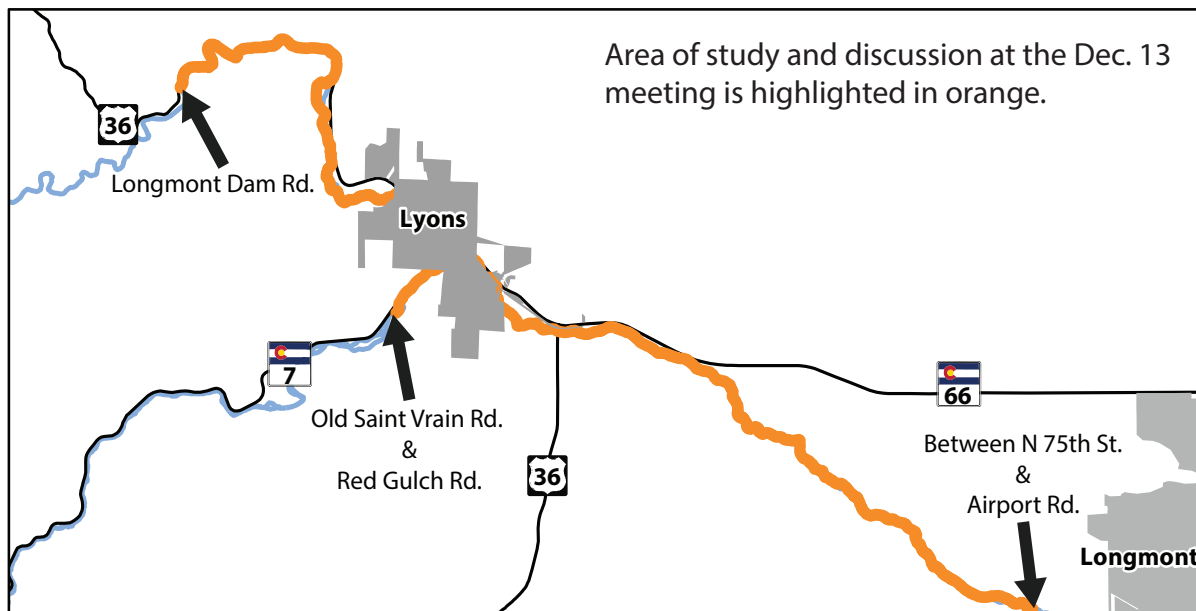 Area of study and discussion at the Dec. 13
meeting is highlighted in orange.
36
Longmont Dam Rd.
Lyons
7
66
Old Saint Vrain Rd.
&
Red Gulch Rd.
36
Between N 75th St.
&
Airport Rd.
Longmont